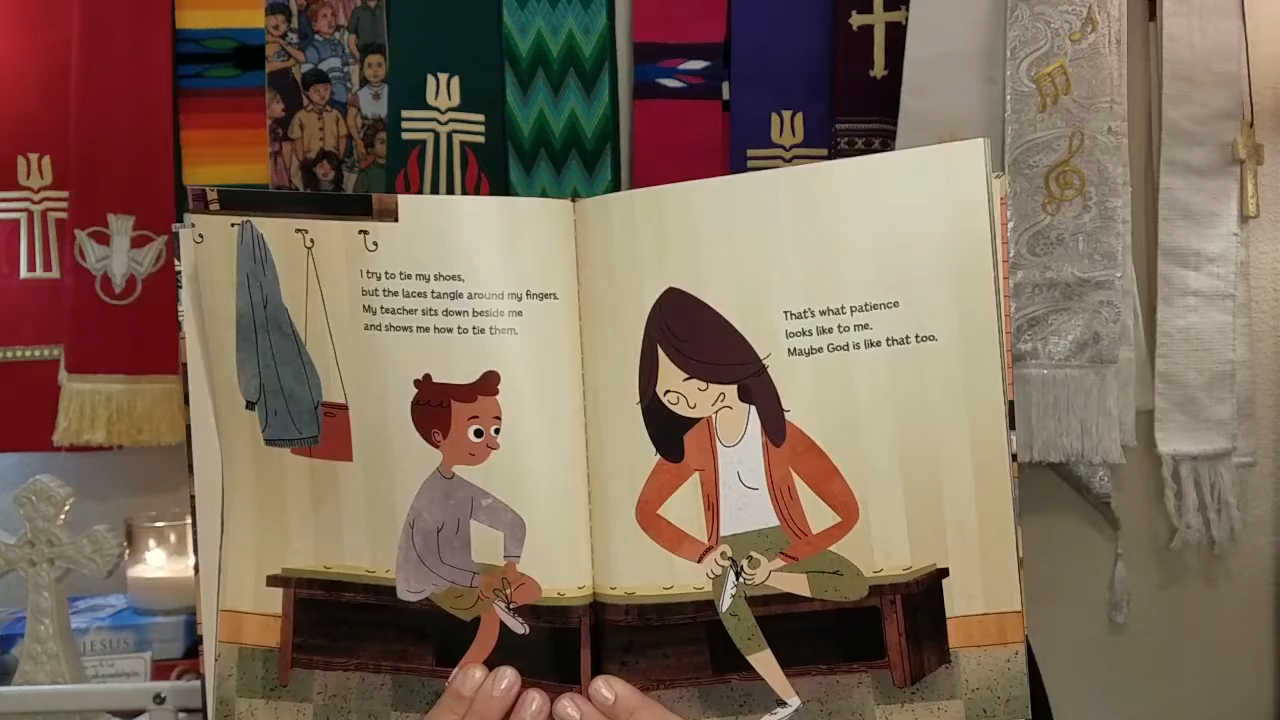 I try to tie my shoes,
but the laces tangle around my fingers.
My teacher sits down beside me
and shows me how to tie them.
That's what patience
looks like to me.
Maybe God is like that too.
JESUS